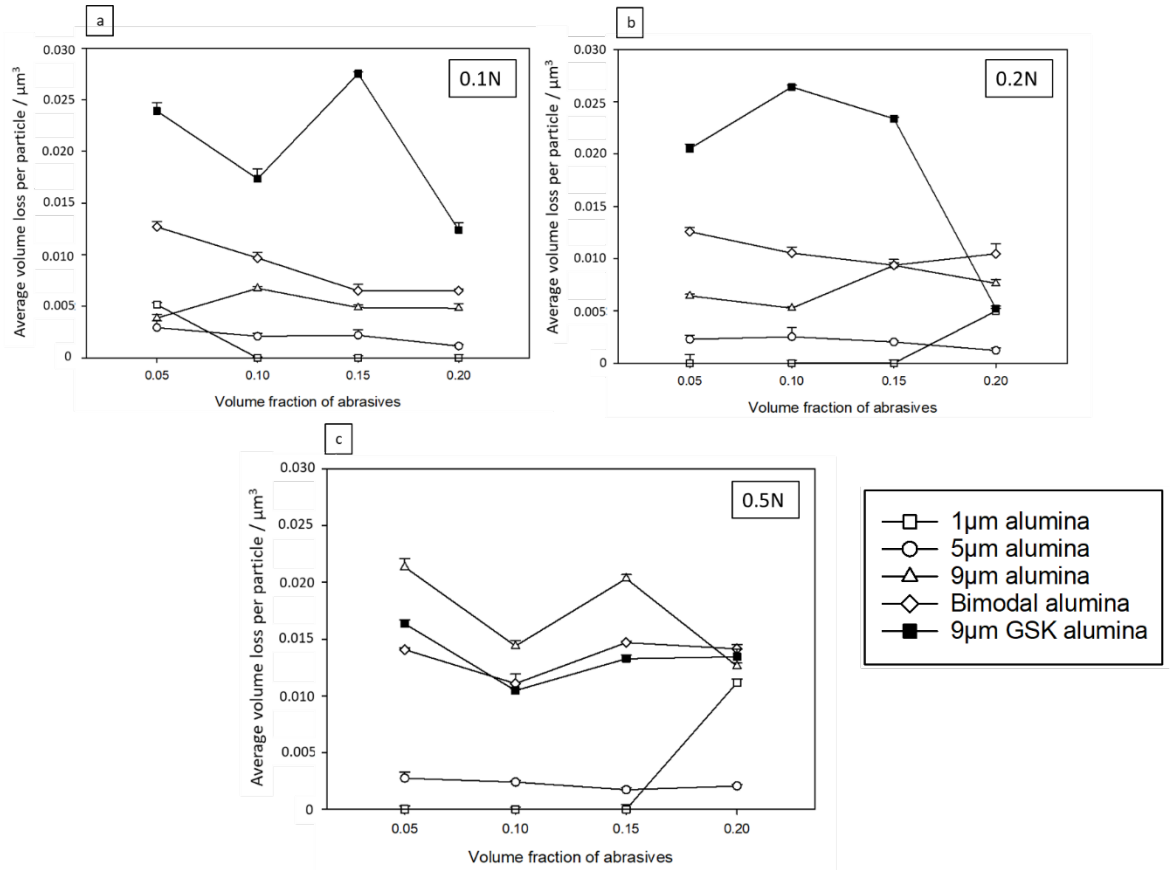 a
0.1N
Average volume loss per particle / µm³
0.030
0.025
0.020
0.015
0.010
0.005
0
0.05 0.10 0.15 0.20
Volume fraction of abrasives
b
0.2N
Average volume loss per particle / µm³
0.030
0.025
0.020
0.015
0.010
0.005
0
0.05 0.10 0.15 0.20
Volume fraction of abrasives
c
0.5N
Average volume loss per particle / µm³
0.030
0.025
0.020
0.015
0.010
0.005
0
0.05 0.10 0.15 0.20
Volume fraction of abrasives
1µm alumina
5µm alumina
9µm alumina
Bimodal alumina
9µm GSK alumina